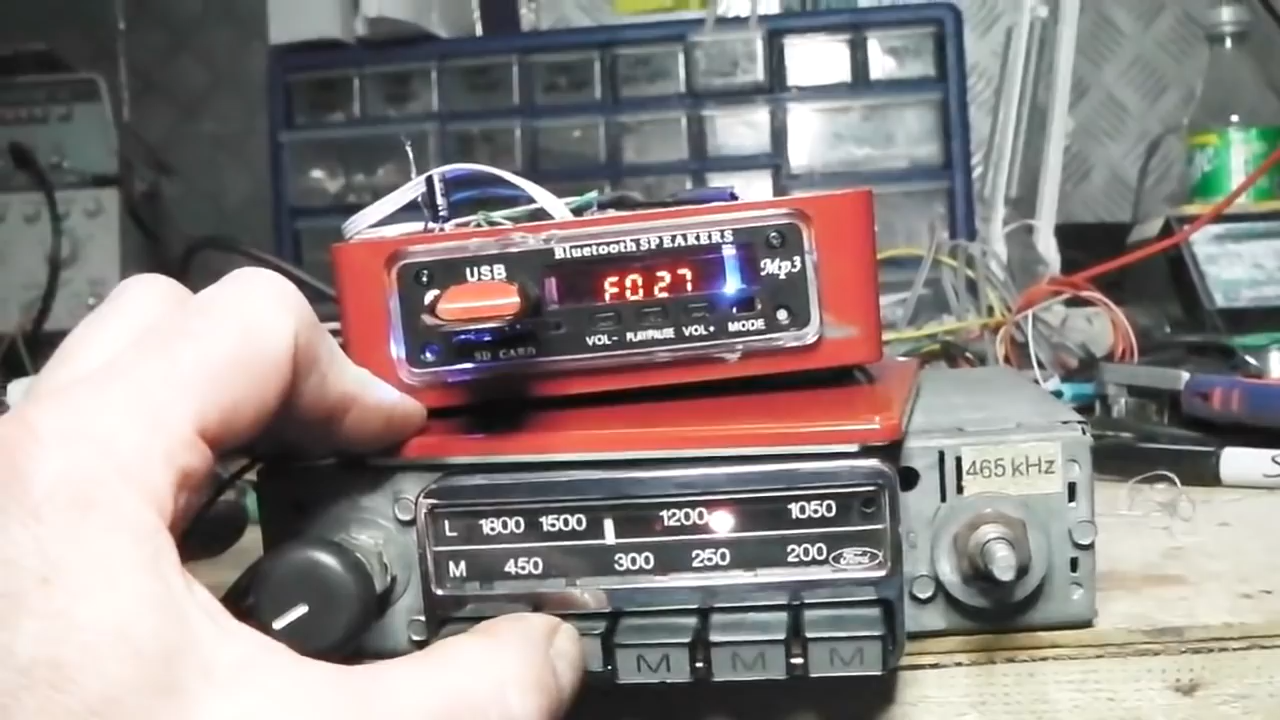 Bluetooth SPEAKERS
USB
F027
Mp3
VOL- PLAY/PAUSE VOL+ MODE
SD CARD
465 kHz
L 1800 1500 1200 1050
M 450 300 250 200 Ford
M M M